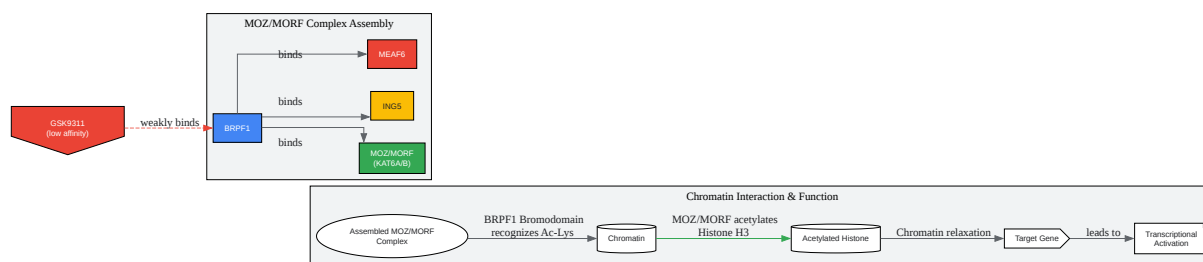 MOZ/MORF Complex Assembly
MEAF6
binds
ING5
binds
GSK9311
(low affinity)
weakly binds
BRPF1
binds
MOZ/MORF
(KAT6A/B)
Chromatin Interaction & Function
Assembled MOZ/MORF
Complex
BRPF1 Bromodomain
recognizes Ac-Lys
Chromatin
MOZ/MORF acetylates
Histone H3
Acetylated Histone
Chromatin relaxation
Target Gene
leads to
Transcriptional
Activation